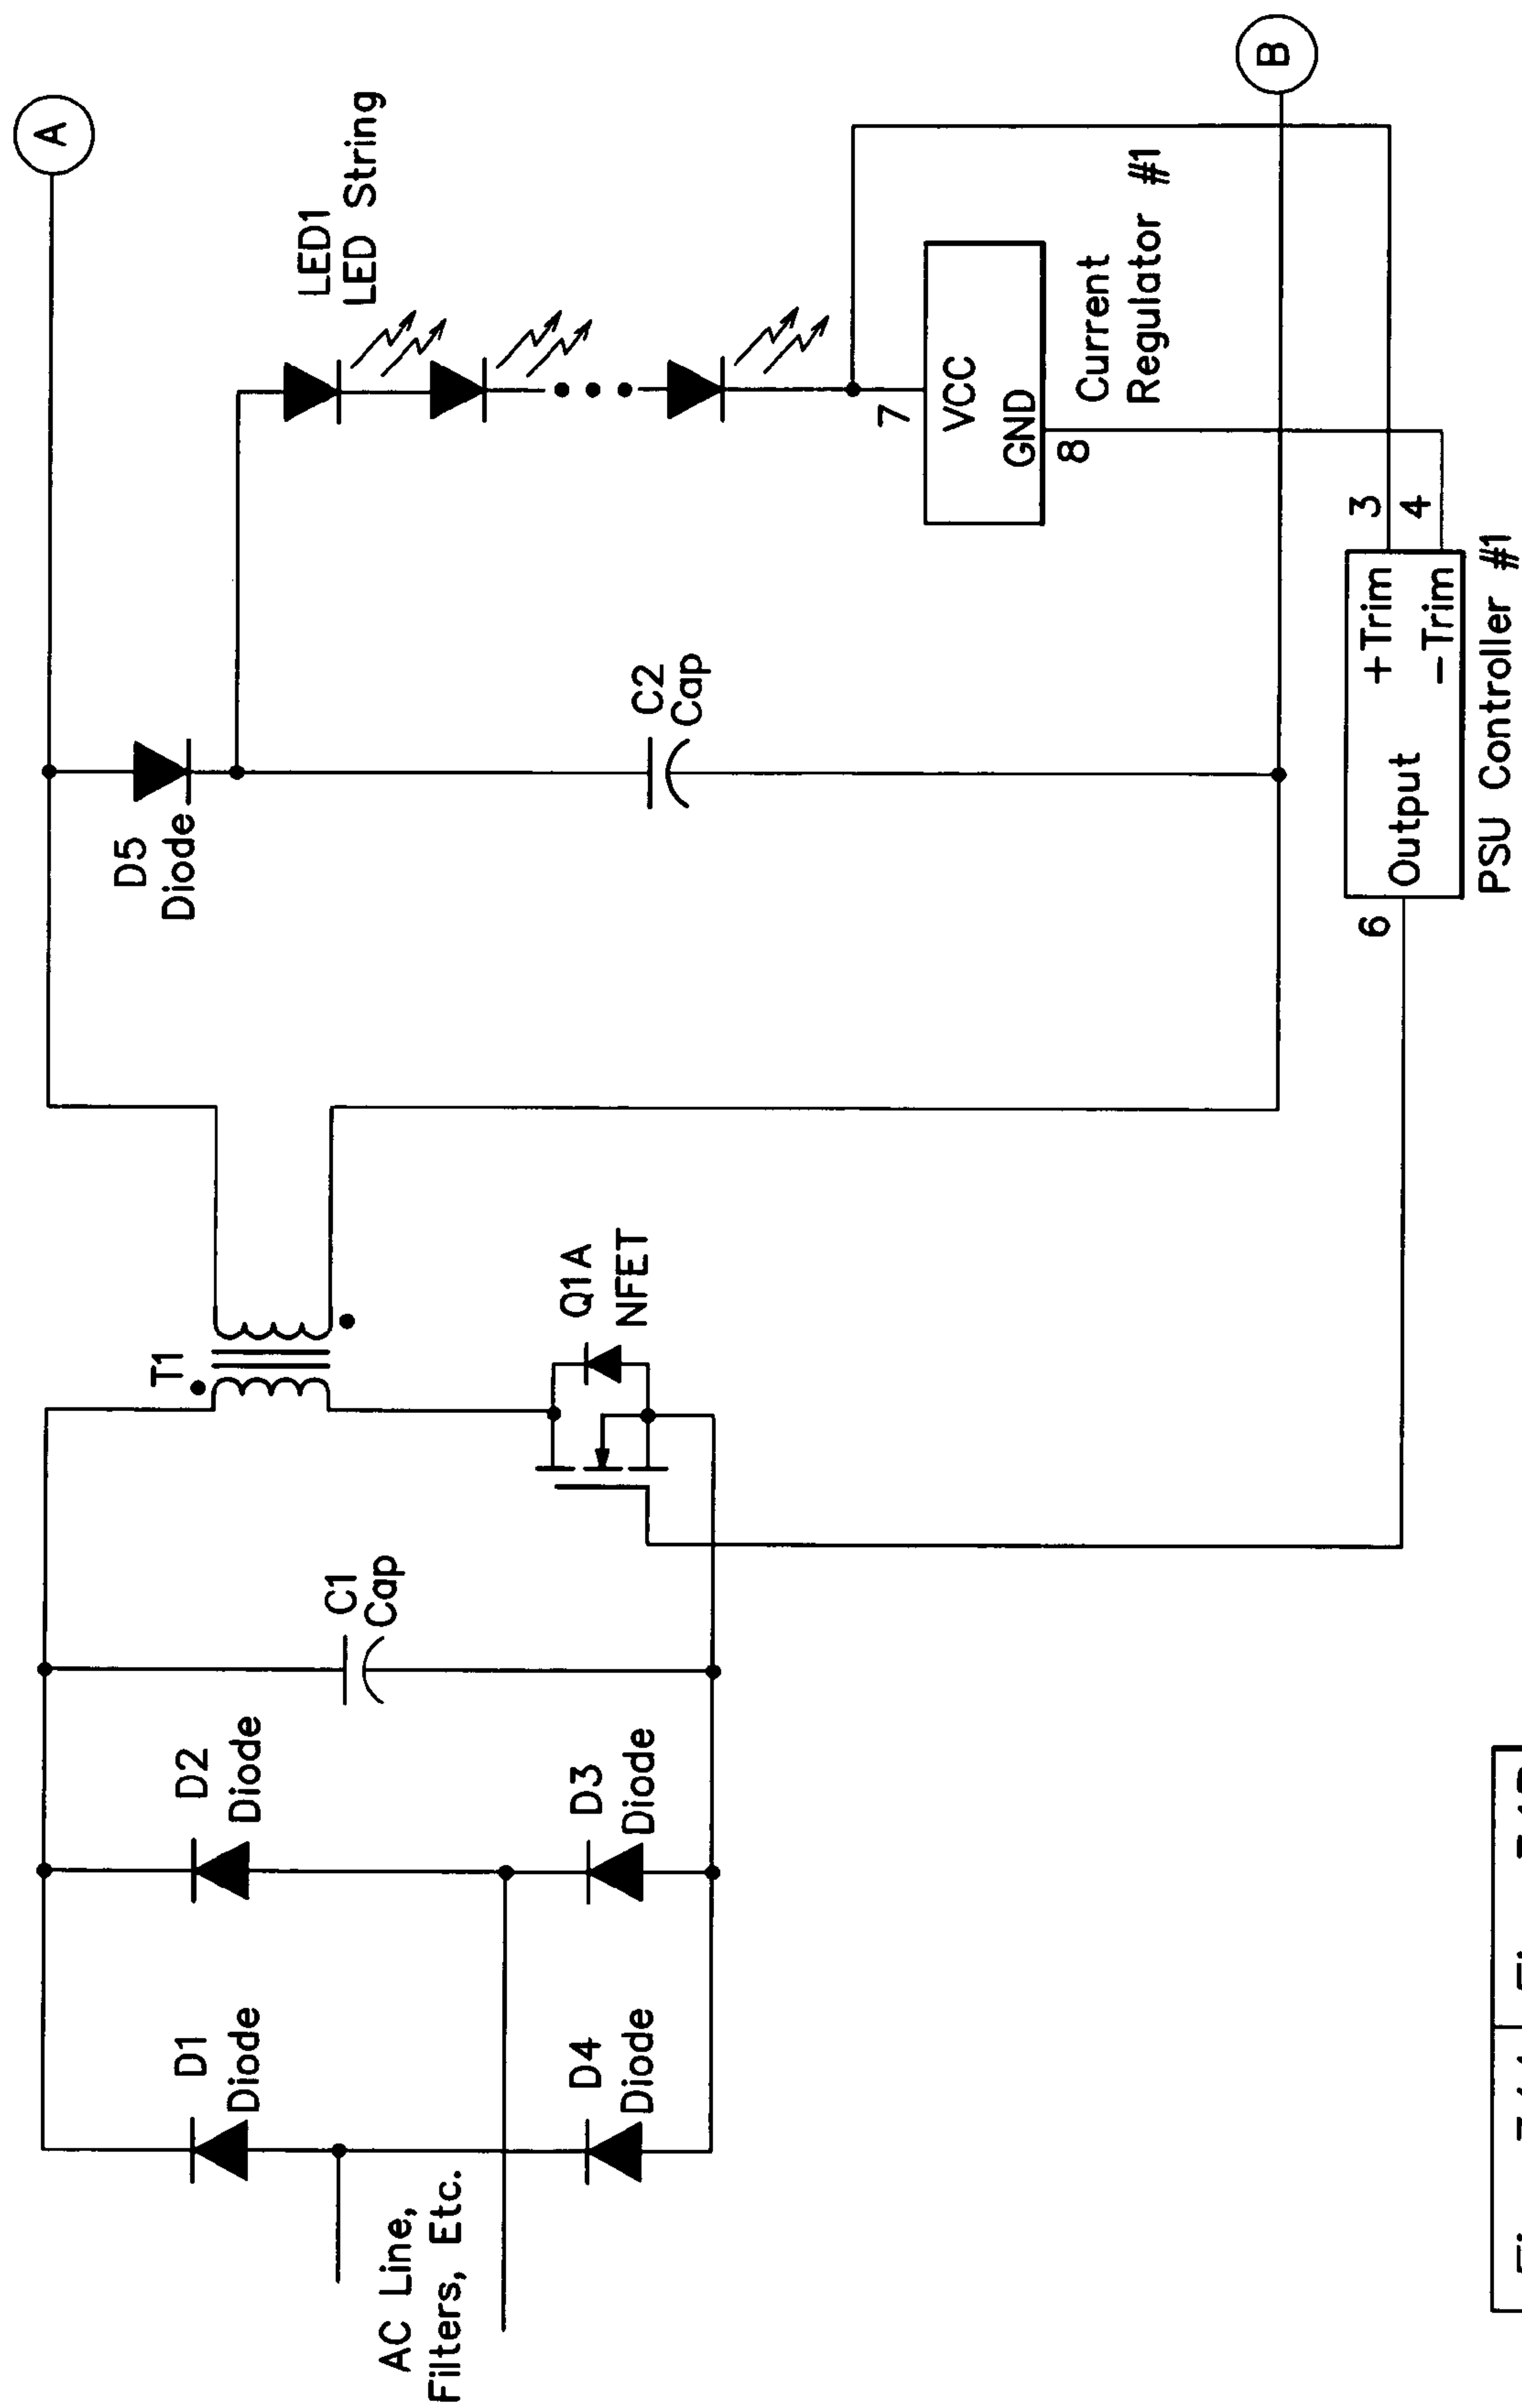 A
LED1
LED String
D5
Diode
T1
D1
Diode
D2
Diode
C1
Cap
C2
Cap
Q1A
NFET
D4
Diode
D3
Diode
AC Line,
Filters, Etc.
7
VCC
GND
8
Current
Regulator #1
B
3
4
+Trim
-Trim
Output
6
PSU Controller #1